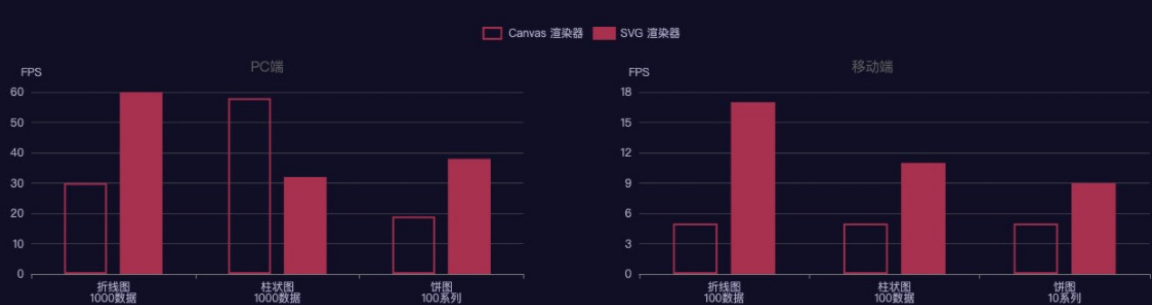 Canvas 渲染器 SVG 渲染器
PC端
FPS
60
50
40
30
20
10
0
折线图
1000数据
柱状图
1000数据
饼图
100系列
移动端
FPS
18
15
12
9
6
3
0
折线图
100数据
柱状图
100数据
饼图
10系列